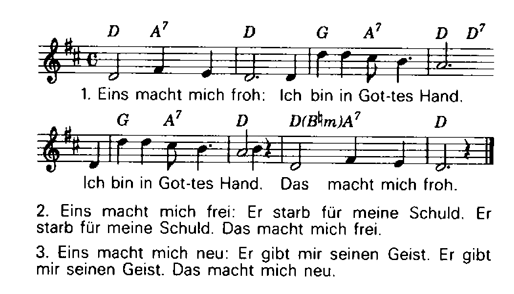 D A7 D G A7 D D7
1. Eins macht mich froh: Ich bin in Got-tes Hand.
G A7 D D(B♮m)A7 D
Ich bin in Got-tes Hand. Das macht mich froh.
2. Eins macht mich frei: Er starb für meine Schuld. Er
starb für meine Schuld. Das macht mich frei.
3. Eins macht mich neu: Er gibt mir seinen Geist. Er gibt
mir seinen Geist. Das macht mich neu.